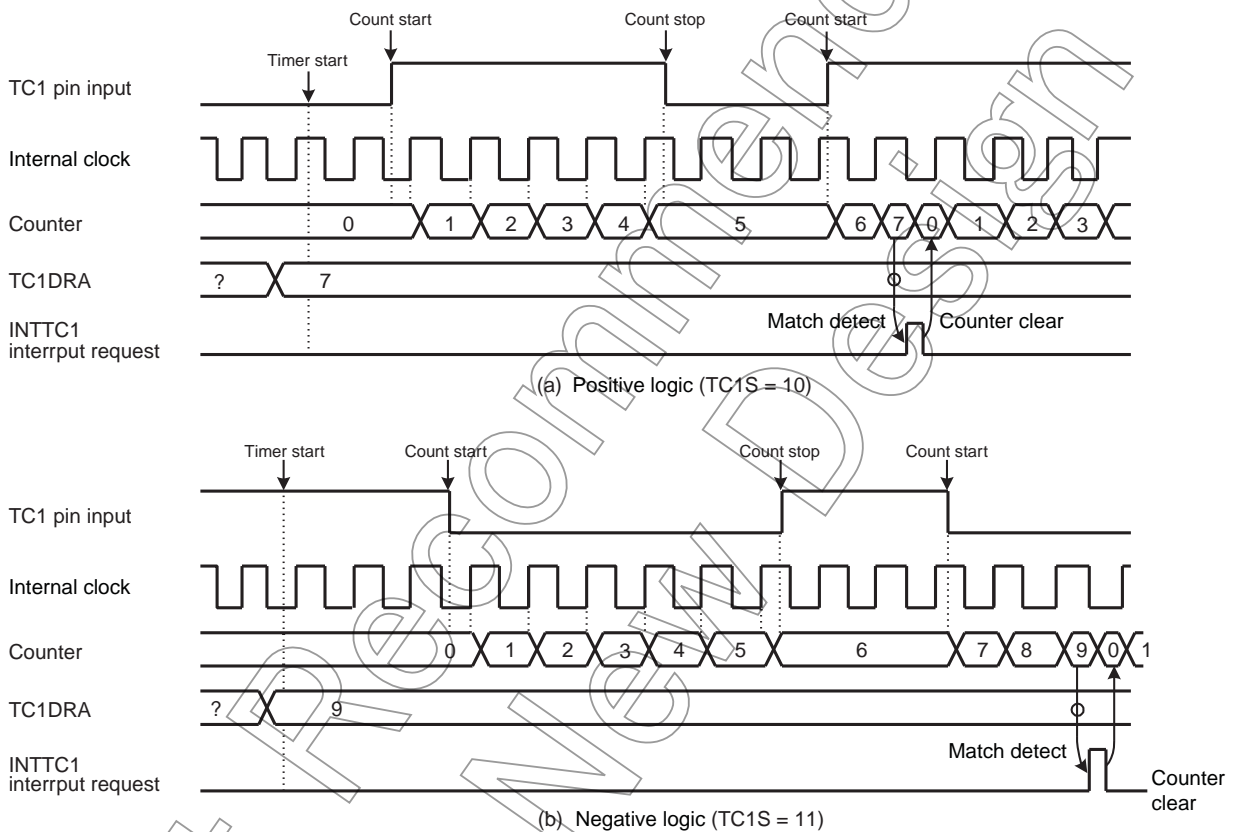 Count start
Count stop
Count start
Timer start
TC1 pin input
Internal clock
Counter
0 1 2 3 4 5 6 7 0 1 2 3
TC1DRA
? 7
INTTC1
interrput request
Match detect
Counter clear
(a) Positive logic (TC1S = 10)
Timer start
Count start
Count stop
Count start
TC1 pin input
Internal clock
Counter
0 1 2 3 4 5 6 7 8 9 0 1
TC1DRA
? 9
INTTC1
interrput request
Match detect
Counter
clear
(b) Negative logic (TC1S = 11)
Recommen
New Design